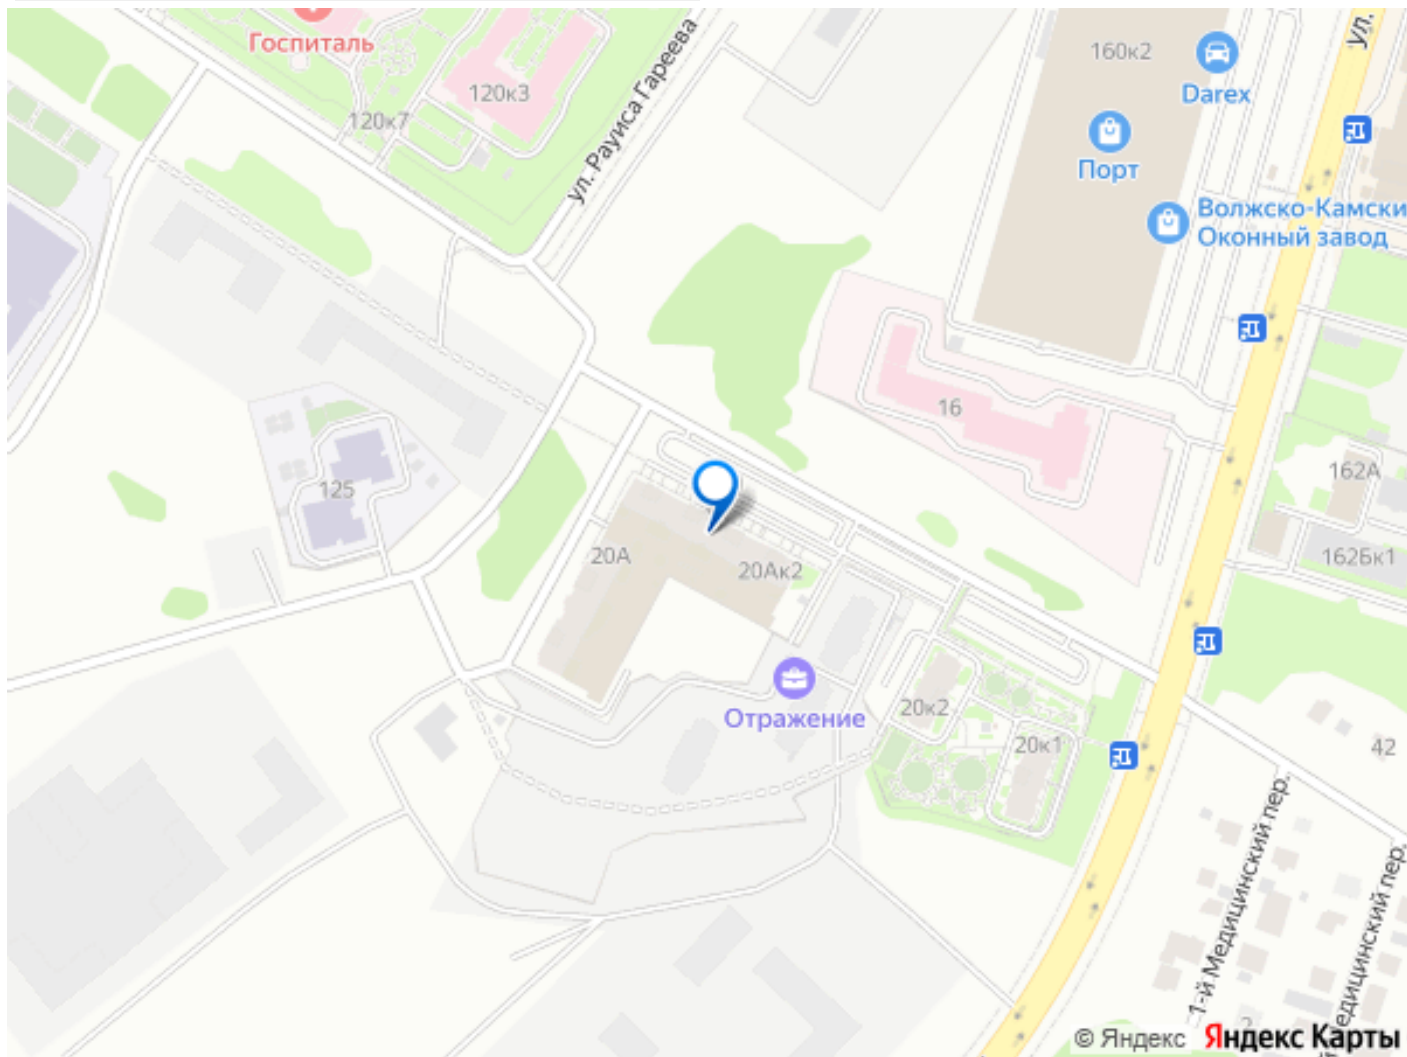 Госпиталь
120к3
120к7
ул. Рауиса Гареева
160к2
Darex
Порт
Волжско-Камски
Оконный завод
ул.
16
162А
162Бк1
125
20А
20Ак2
Отражение
20к2
20к1
42
1-й Медицинский пер.
едицинский пер.
2
© Яндекс Яндекс Карты